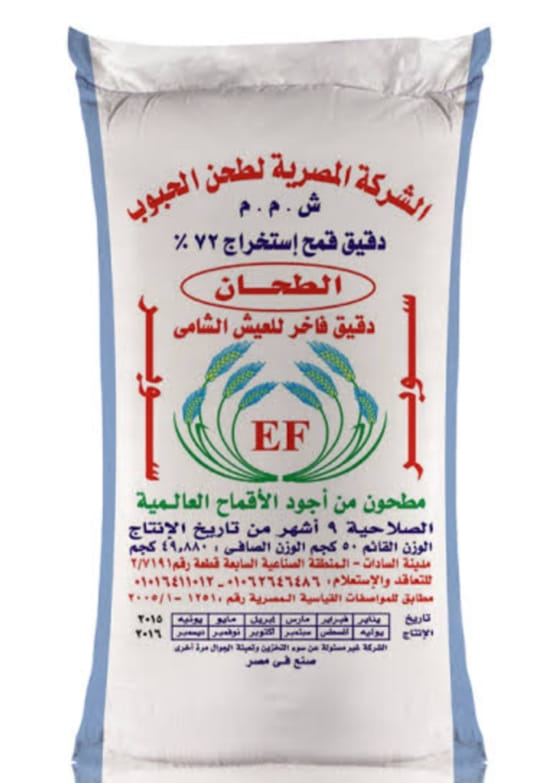 الشركة المصرية لطحن الحبوب
ش . م . م
دقيق قمح إستخراج ٧٢ ٪
الطحان
دقيق فاخر للعيش الشامى
سوبر
سوبر
EF
مطحون من أجود الأقماح العالمية
الصلاحية ٩ أشهر من تاريخ الإنتاج
الوزن القائم ٥٠ كجم الوزن الصافى : ٤٩,٨٨٠ كجم
مدينة السادات - المنطقة الصناعية السابعة قطعة رقم ٢/٧١٩١
للتعاقد والإستعلام : ٠١٠٦٢٦٤٦٤٨٦ - ٠١٠١٦٤١١٠١٢
مطابق للمواصفات القياسية المصرية رقم : ١٢٥١ - ٢٠٠٥/١
تاريخ يناير فبراير مارس إبريل مايو يونيه ٢٠١٥
الإنتاج يوليه أغسطس سبتمبر أكتوبر نوفمبر ديسمبر ٢٠١٦
الشركة غير مسئولة عن سوء التخزين وتعبئة الجوال مرة أخرى
صنع فى مصر